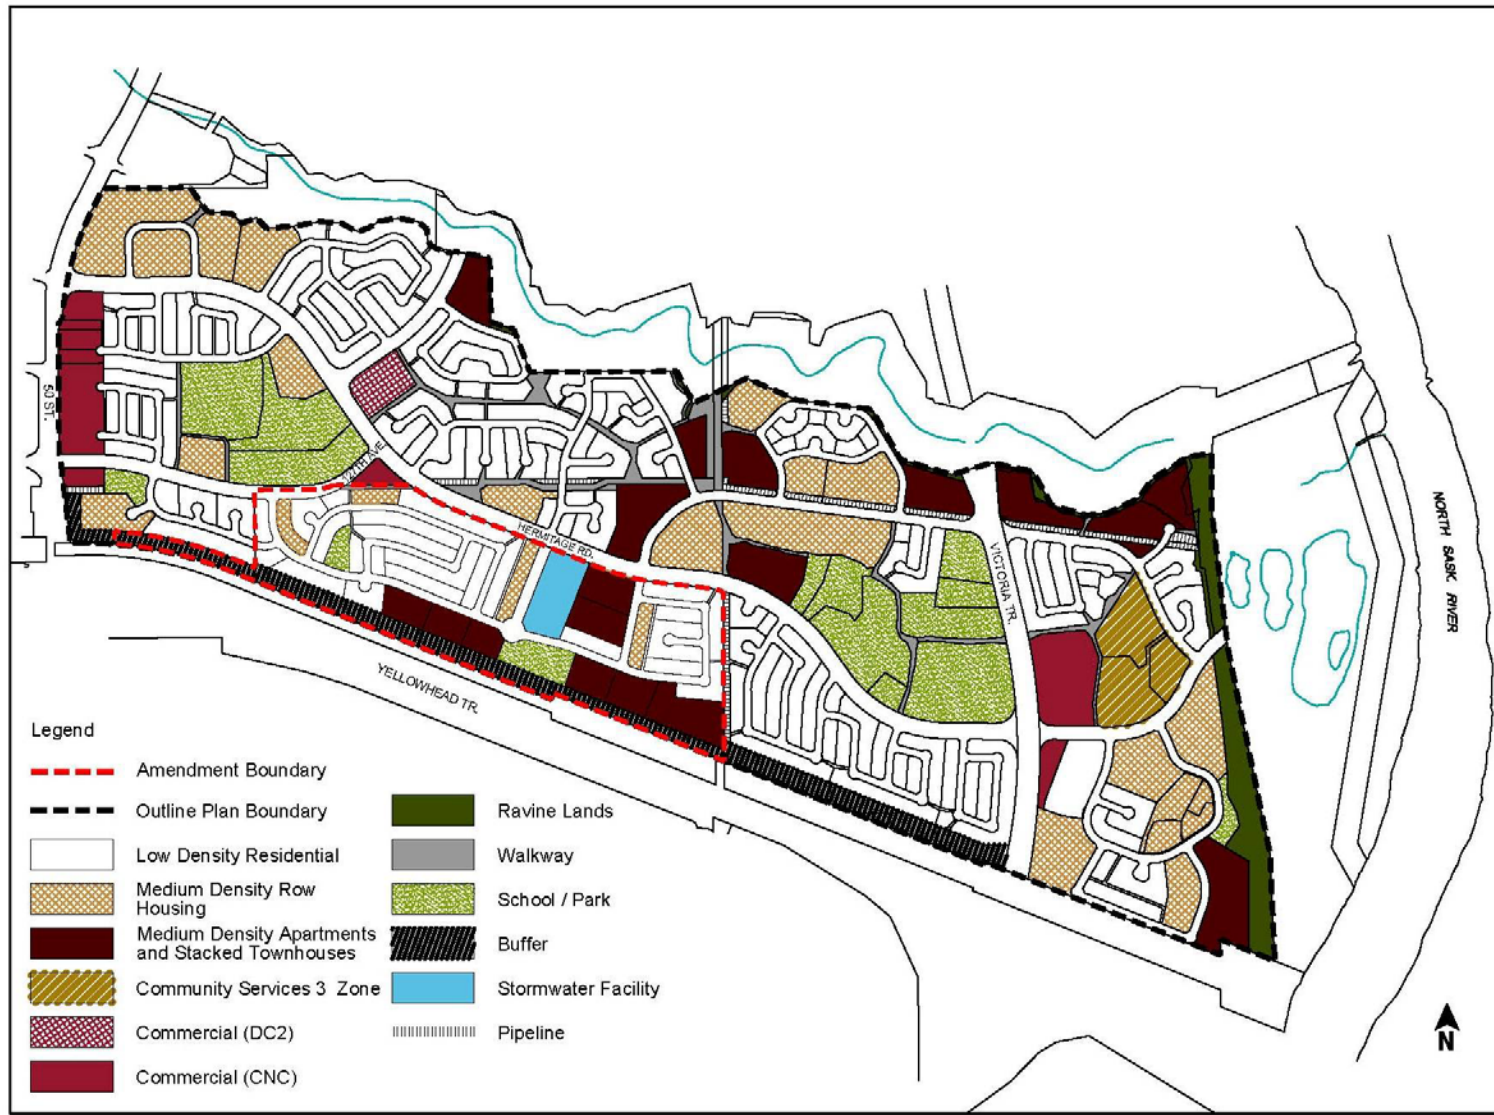 50 ST.
127TH AVE.
HERMITAGE RD.
VICTORIA TR.
NORTH SASK. RIVER
YELLOWHEAD TR.
Legend
Amendment Boundary
Outline Plan Boundary
Low Density Residential
Medium Density Row
Housing
Medium Density Apartments
and Stacked Townhouses
Community Services 3 Zone
Commercial (DC2)
Commercial (CNC)
Ravine Lands
Walkway
School / Park
Buffer
Stormwater Facility
Pipeline
N